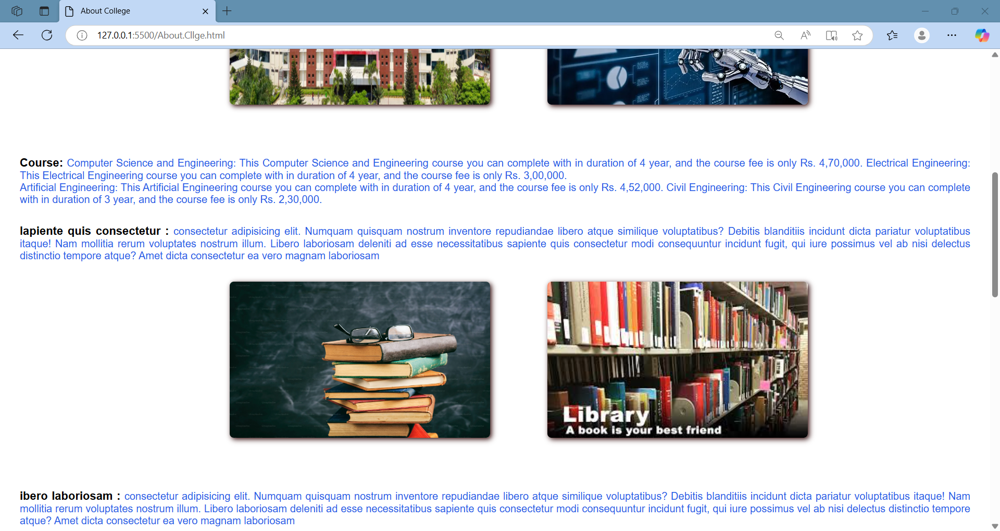 About College
127.0.0.1:5500/About.Cllge.html
Course: Computer Science and Engineering: This Computer Science and Engineering course you can complete with in duration of 4 year, and the course fee is only Rs. 4,70,000. Electrical Engineering:
This Electrical Engineering course you can complete with in duration of 4 year, and the course fee is only Rs. 3,00,000.
Artificial Engineering: This Artificial Engineering course you can complete with in duration of 4 year, and the course fee is only Rs. 4,52,000. Civil Engineering: This Civil Engineering course you can complete
with in duration of 3 year, and the course fee is only Rs. 2,30,000.
lapiente quis consectetur : consectetur adipisicing elit. Numquam quisquam nostrum inventore repudiandae libero atque similique voluptatibus? Debitis blanditiis incidunt dicta pariatur voluptatibus
itaque! Nam mollitia rerum voluptates nostrum illum. Libero laboriosam deleniti ad esse necessitatibus sapiente quis consectetur modi consequuntur incidunt fugit, qui iure possimus vel ab nisi delectus
distinctio tempore atque? Amet dicta consectetur ea vero magnam laboriosam
Library
A book is your best friend
ibero laboriosam : consectetur adipisicing elit. Numquam quisquam nostrum inventore repudiandae libero atque similique voluptatibus? Debitis blanditiis incidunt dicta pariatur voluptatibus itaque! Nam
mollitia rerum voluptates nostrum illum. Libero laboriosam deleniti ad esse necessitatibus sapiente quis consectetur modi consequuntur incidunt fugit, qui iure possimus vel ab nisi delectus distinctio tempore
atque? Amet dicta consectetur ea vero magnam laboriosam